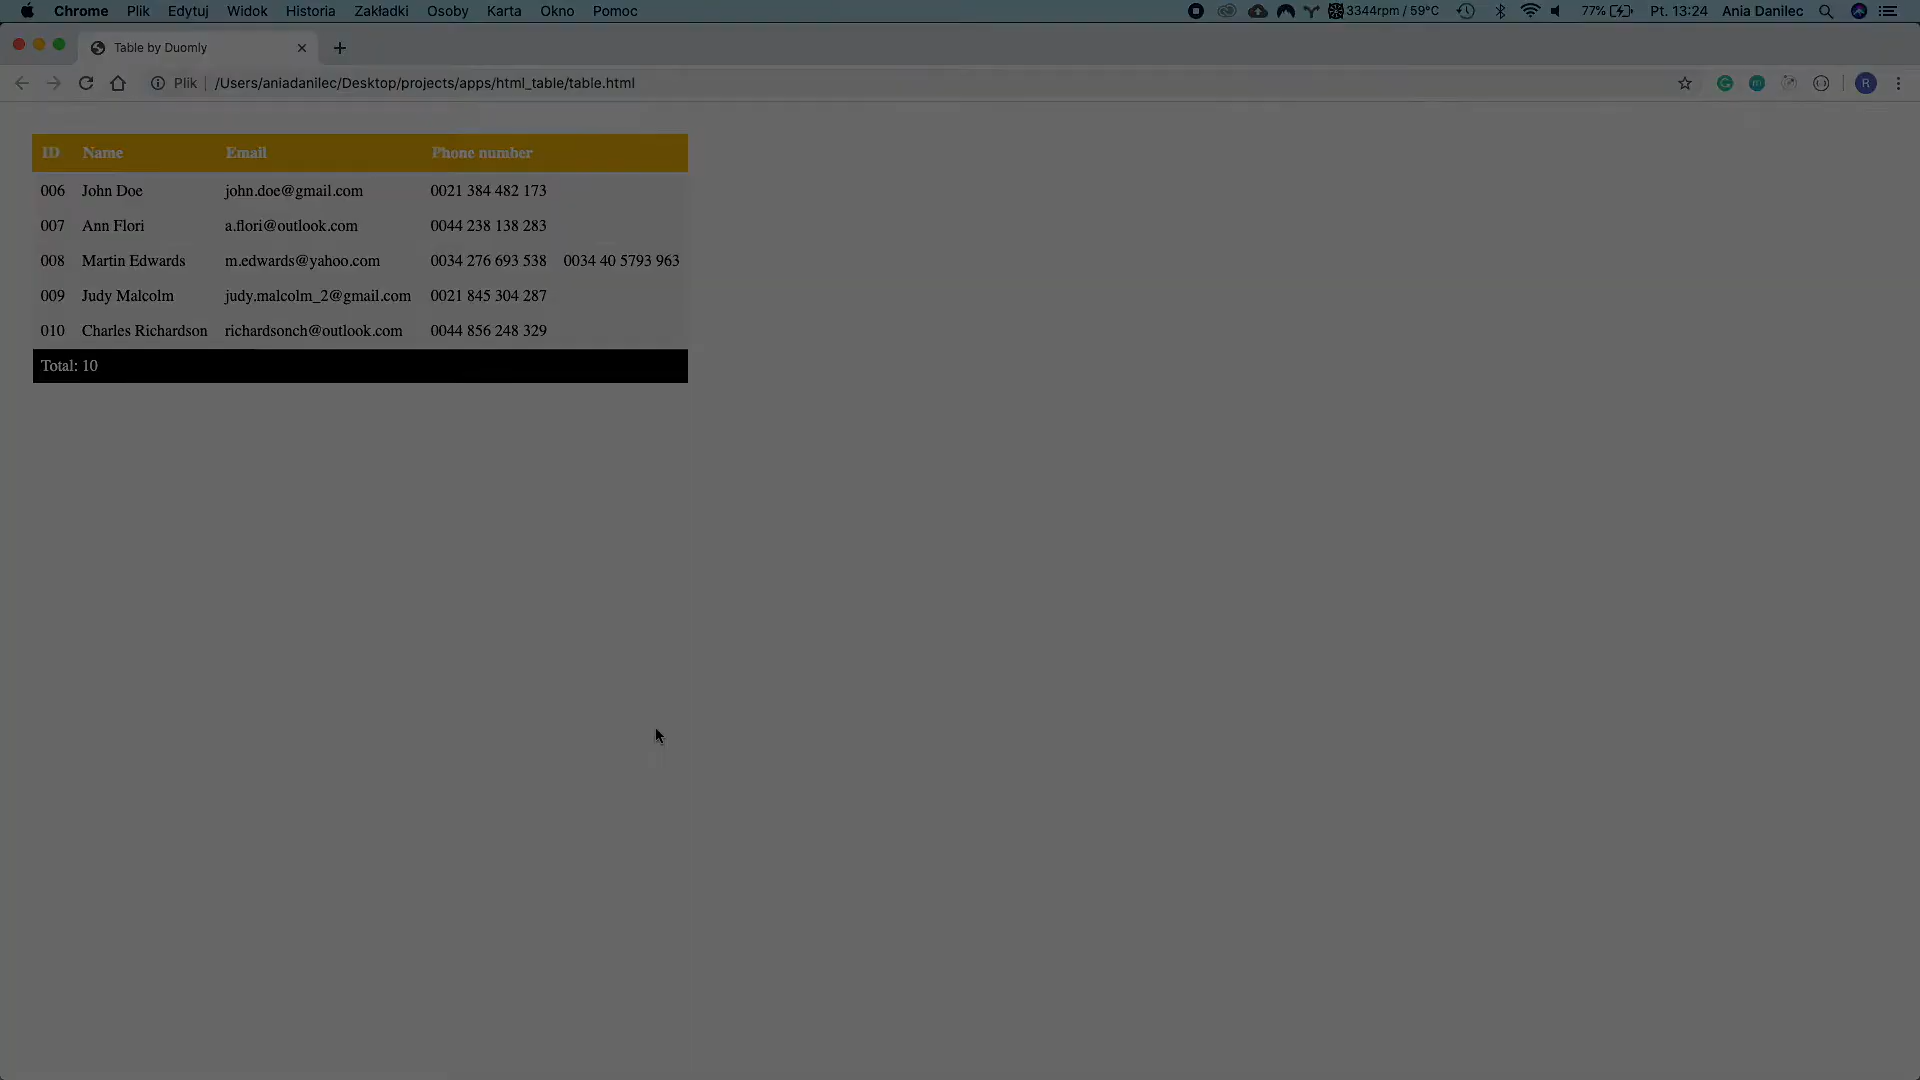 Chrome Plik Edytuj Widok Historia Zakładki Osoby Karta Okno Pomoc 3344rpm / 59°C 77% Pt. 13:24 Ania Danilec
Table by Duomly
Plik /Users/aniadanilec/Desktop/projects/apps/html_table/table.html R
ID Name Email Phone number
006 John Doe john.doe@gmail.com 0021 384 482 173
007 Ann Flori a.flori@outlook.com 0044 238 138 283
008 Martin Edwards m.edwards@yahoo.com 0034 276 693 538 0034 40 5793 963
009 Judy Malcolm judy.malcolm_2@gmail.com 0021 845 304 287
010 Charles Richardson richardsonch@outlook.com 0044 856 248 329
Total: 10